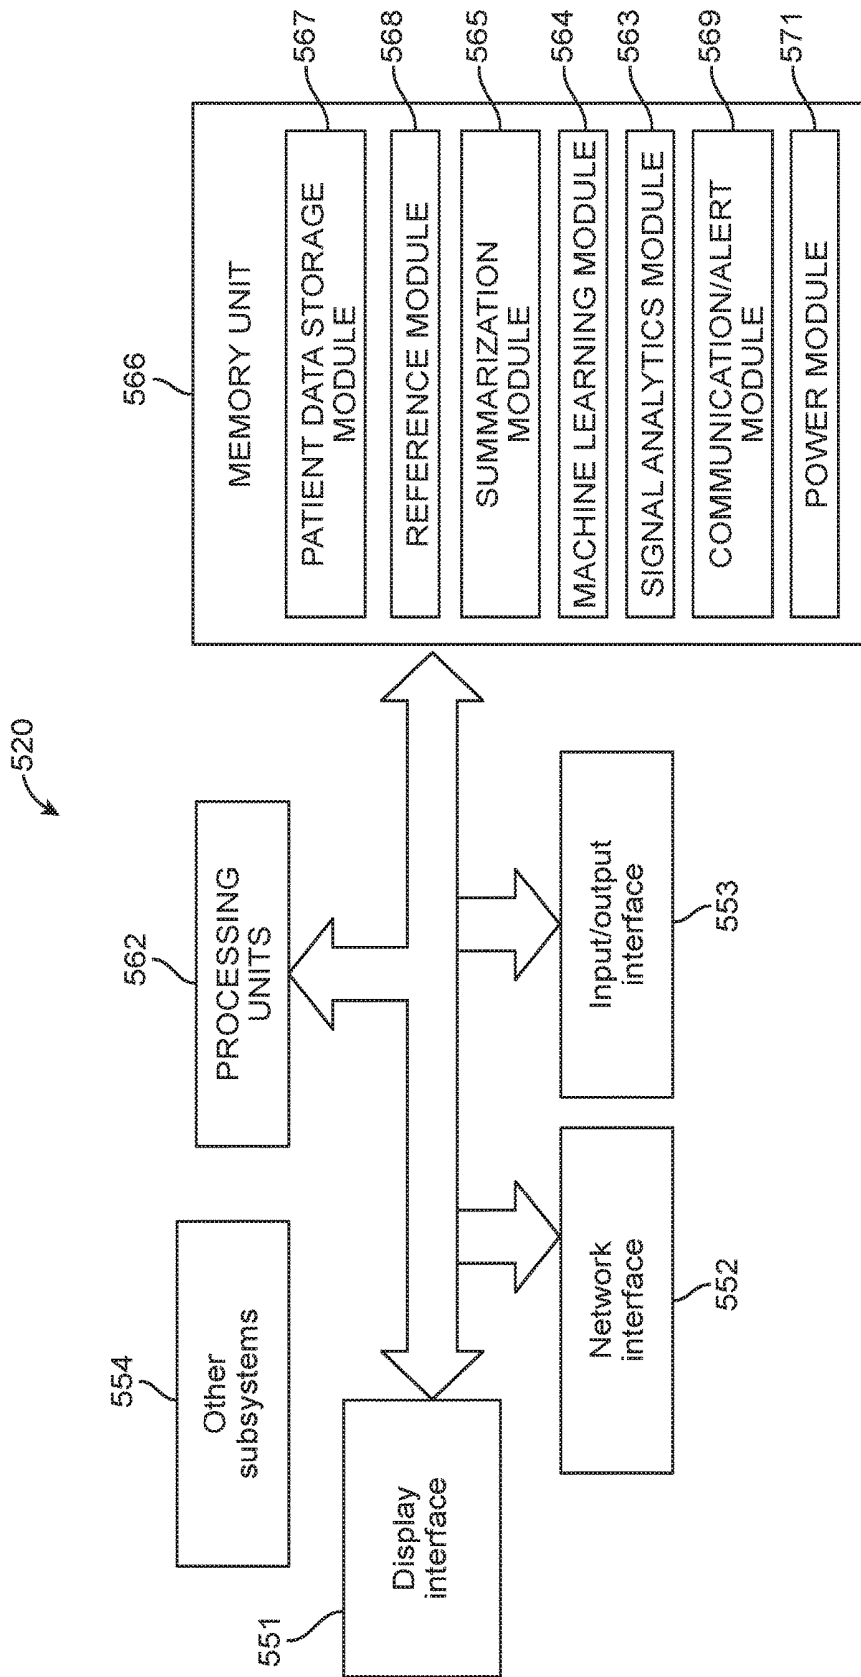 520
566
MEMORY UNIT
PATIENT DATA STORAGE
MODULE
567
REFERENCE MODULE
568
SUMMARIZATION
MODULE
565
MACHINE LEARNING MODULE
564
SIGNAL ANALYTICS MODULE
563
COMMUNICATION/ALERT
MODULE
569
POWER MODULE
571
554
Other
subsystems
562
PROCESSING
UNITS
551
Display
interface
Network
interface
552
Input/output
interface
553